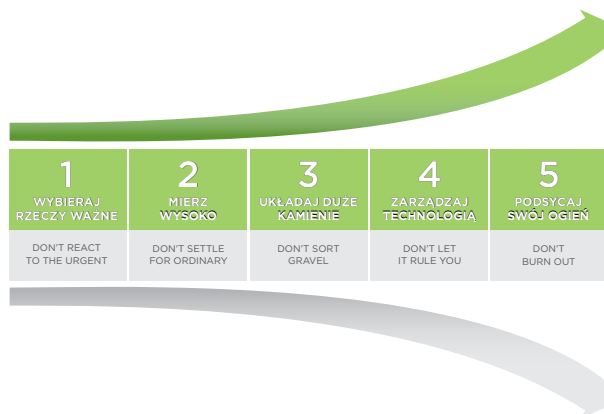 1
WYBIERAJ
RZECZY WAŻNE
2
MIERZ
WYSOKO
3
UKŁADAJ DUŻE
KAMIENIE
4
ZARZĄDZAJ
TECHNOLOGIĄ
5
PODSYCAJ
SWÓJ OGIEŃ
DON'T REACT
TO THE URGENT
DON'T SETTLE
FOR ORDINARY
DON'T SORT
GRAVEL
DON'T LET
IT RULE YOU
DON'T
BURN OUT